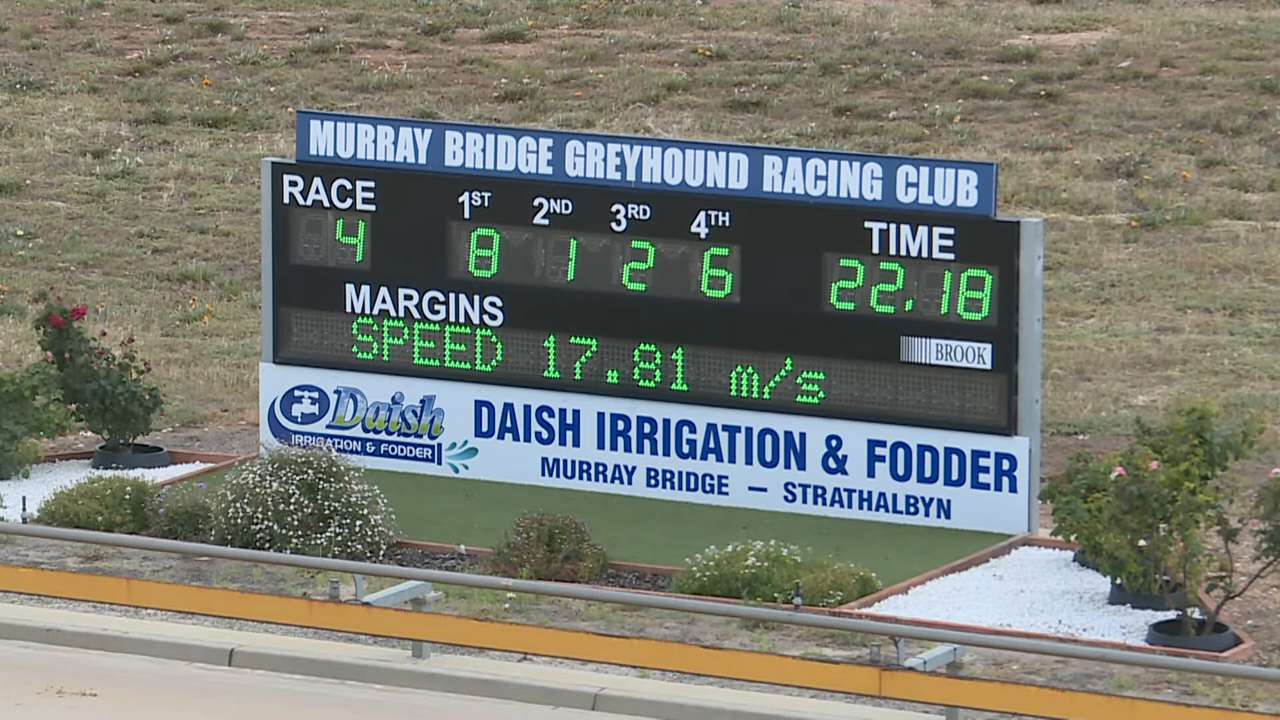 MURRAY BRIDGE GREYHOUND RACING CLUB
RACE 1ST 2ND 3RD 4TH TIME
4 8 1 2 6 22.18
MARGINS
SPEED 17.81 m/s
BROOK
Daish
IRRIGATION & FODDER
DAISH IRRIGATION & FODDER
MURRAY BRIDGE — STRATHALBYN